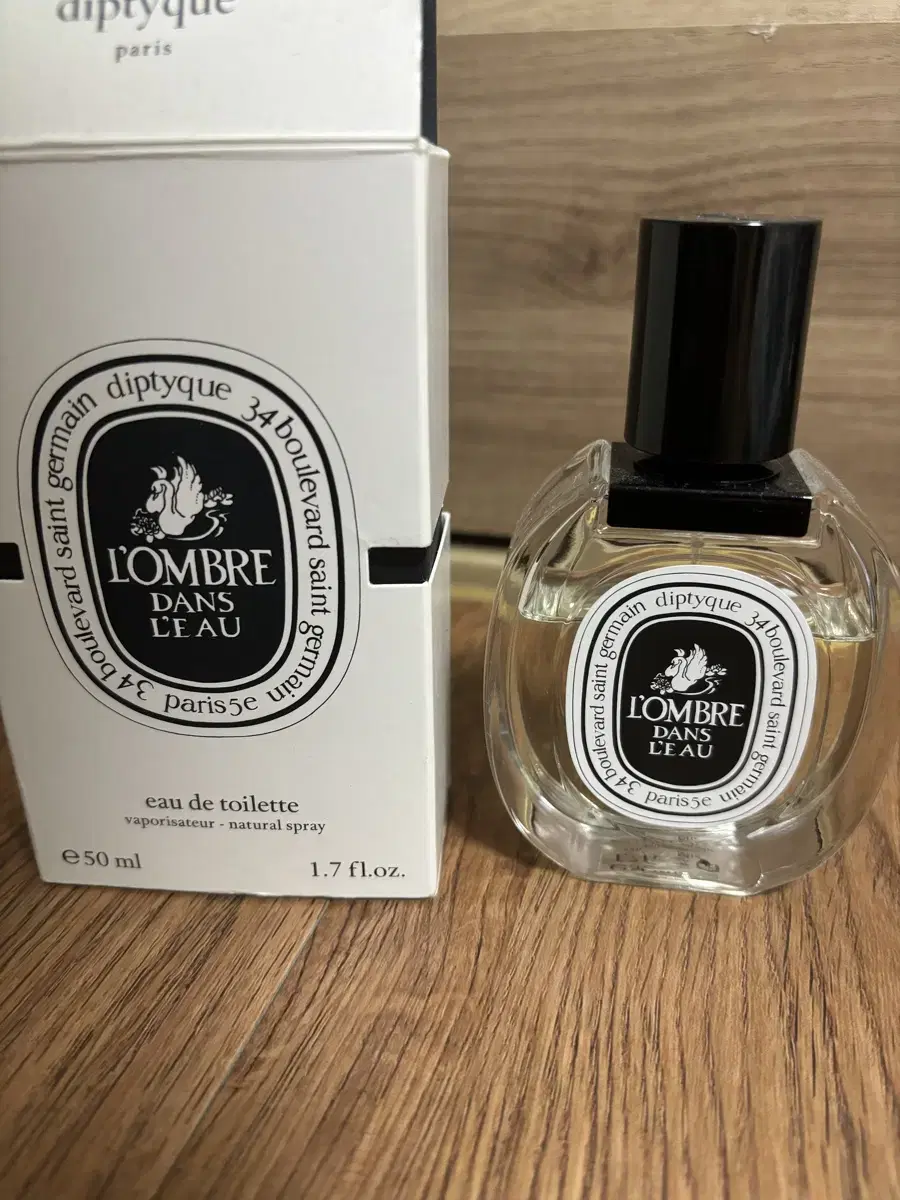 diptyque
paris
diptyque 34 boulevard saint germain paris5e 34 boulevard saint germain
L'OMBRE
DANS
L'EAU
eau de toilette
vaporisateur - natural spray
e50 ml
1.7 fl.oz.
diptyque 34 boulevard saint germain paris5e 34 boulevard saint germain
L'OMBRE
DANS
L'EAU